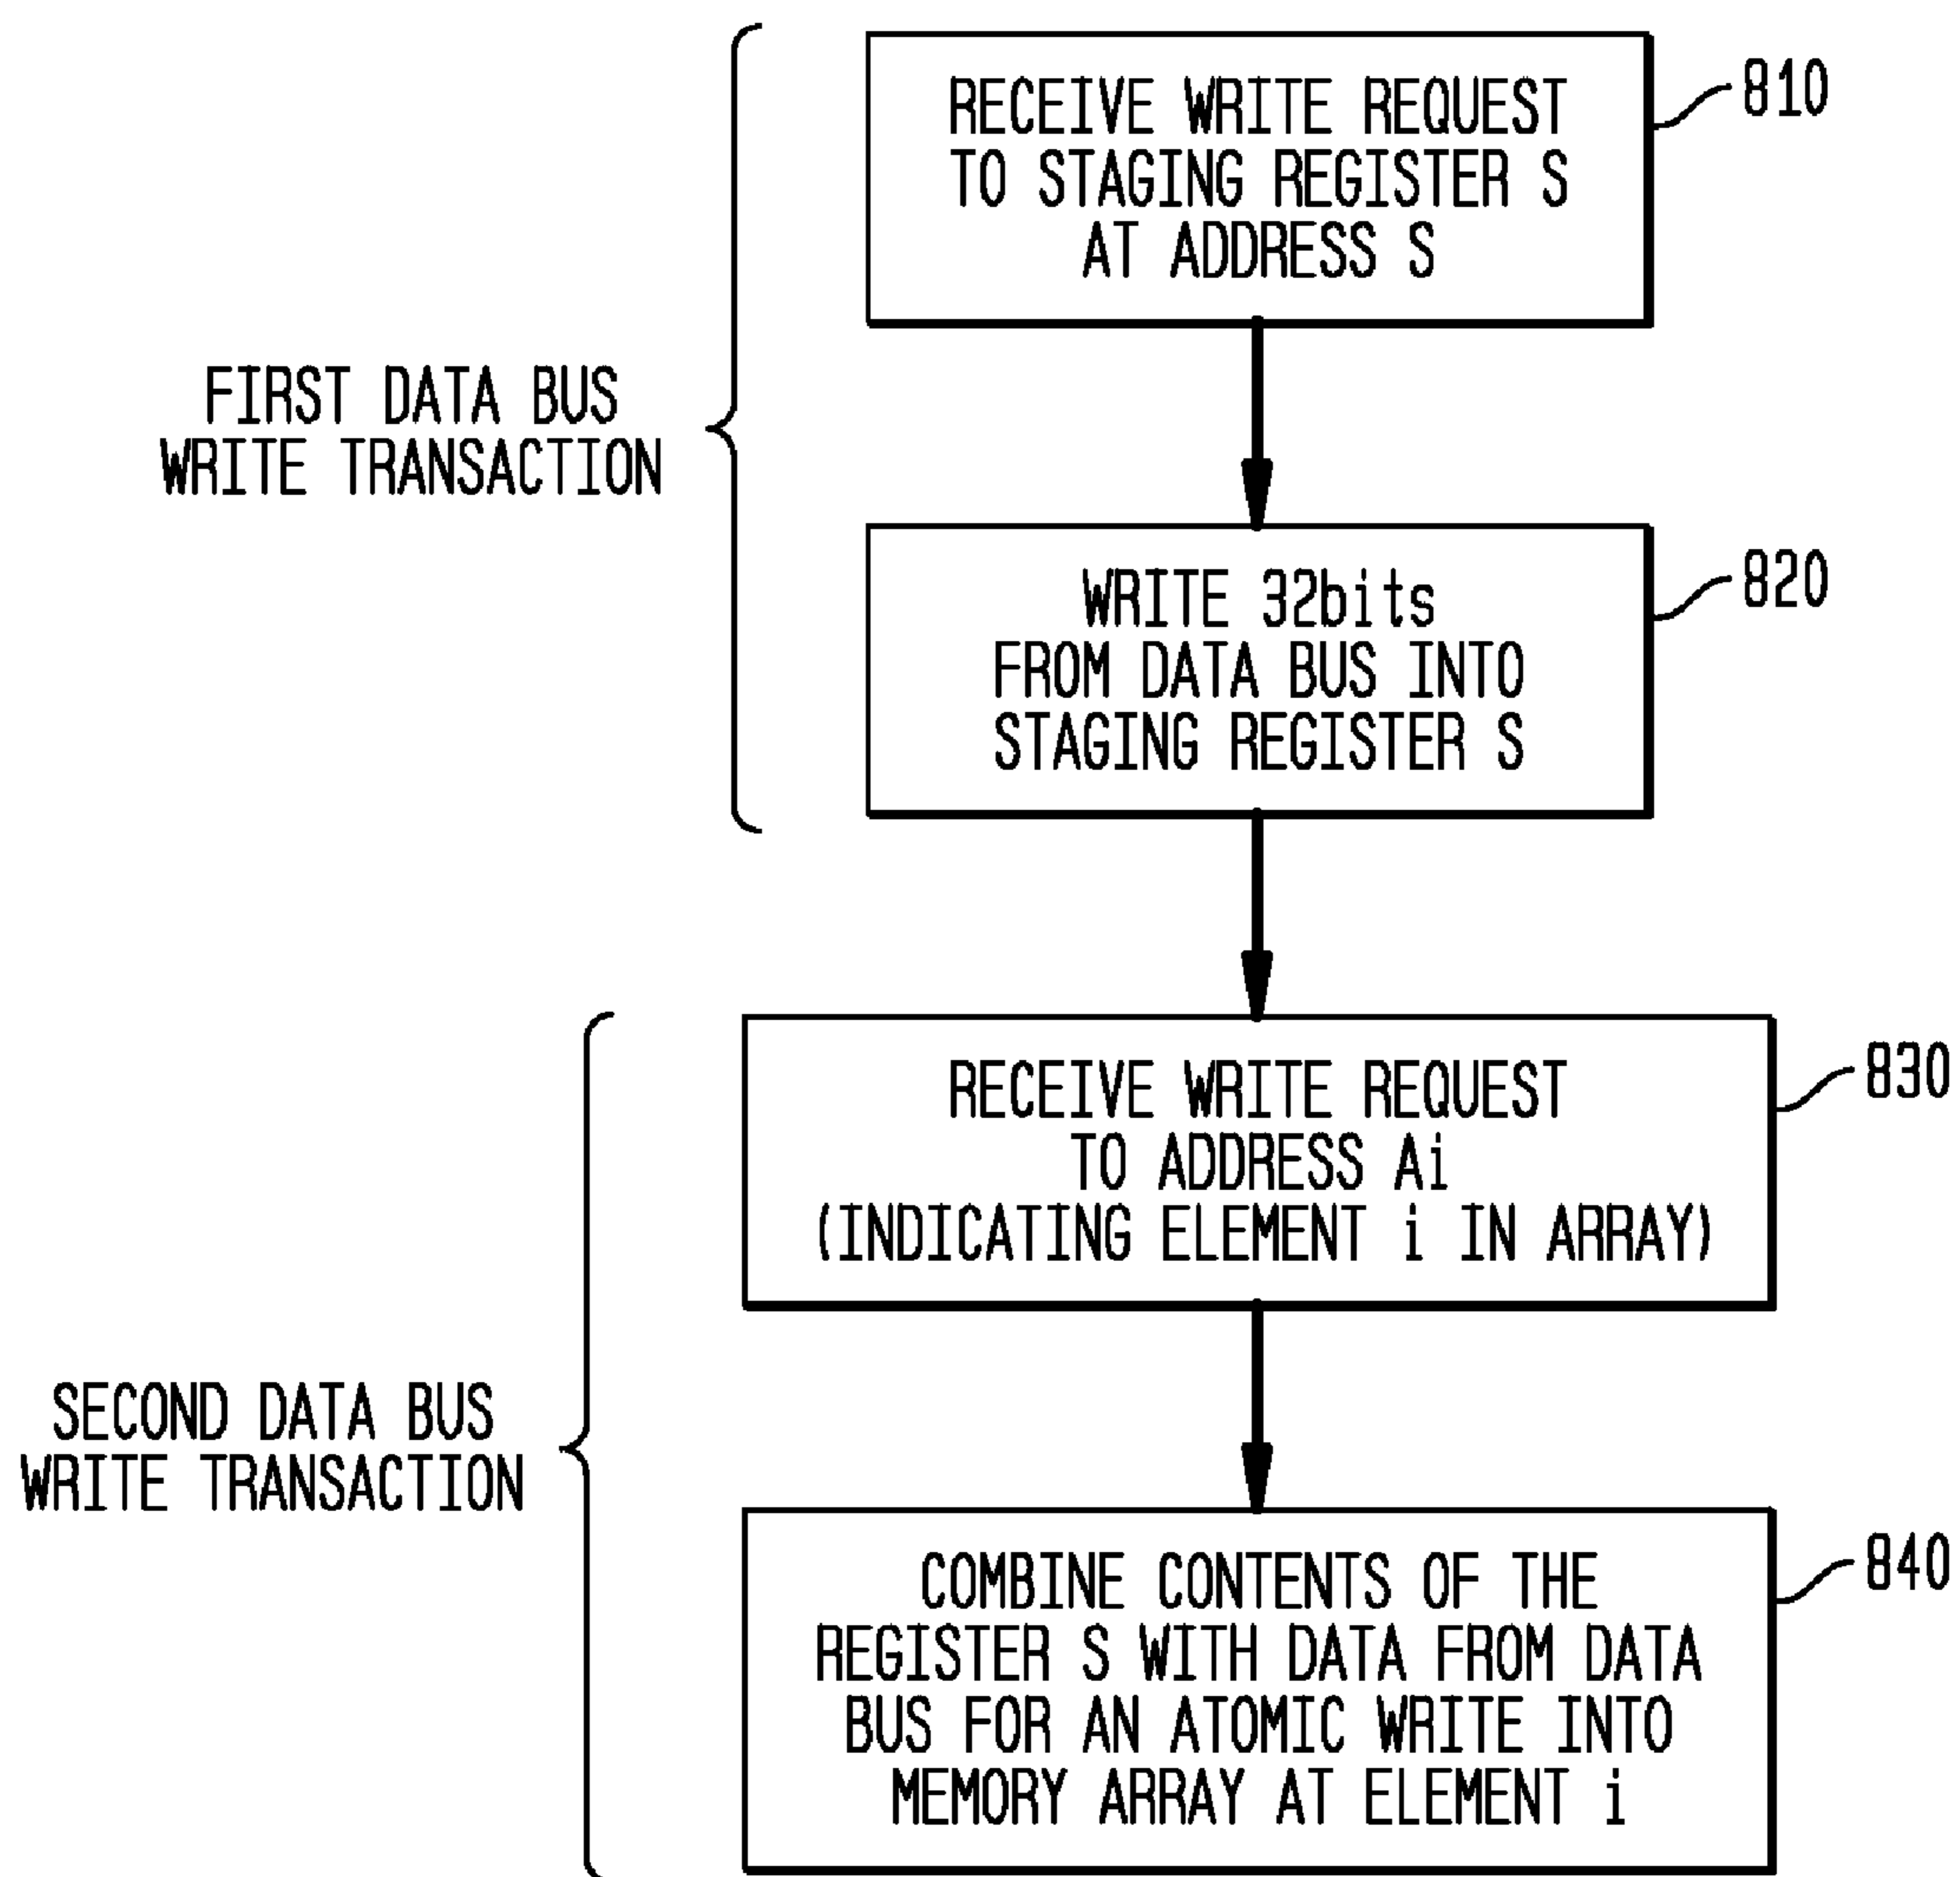 RECEIVE WRITE REQUEST
TO STAGING REGISTER S
AT ADDRESS S
810
FIRST DATA BUS
WRITE TRANSACTION
WRITE 32bits
FROM DATA BUS INTO
STAGING REGISTER S
820
RECEIVE WRITE REQUEST
TO ADDRESS Ai
(INDICATING ELEMENT i IN ARRAY)
830
SECOND DATA BUS
WRITE TRANSACTION
COMBINE CONTENTS OF THE
REGISTER S WITH DATA FROM DATA
BUS FOR AN ATOMIC WRITE INTO
MEMORY ARRAY AT ELEMENT i
840